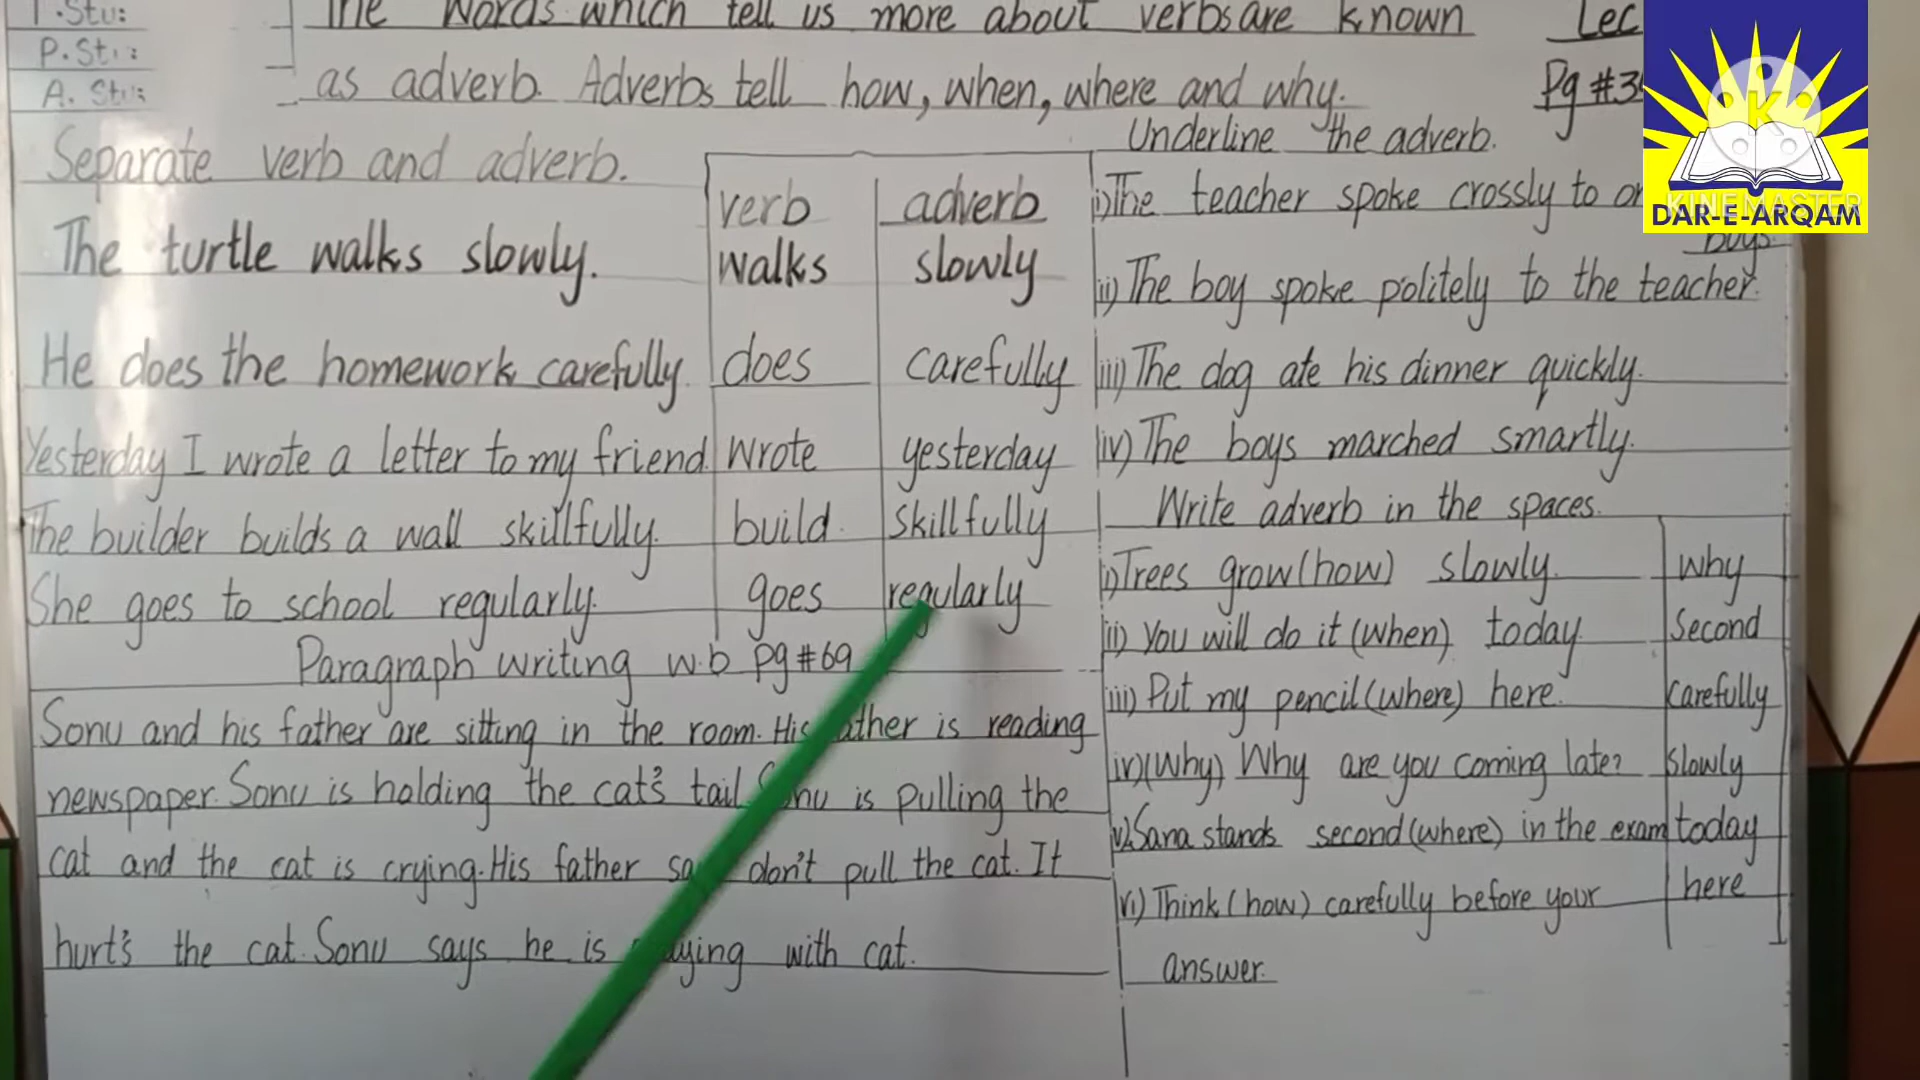 T.Stu:
P.Stu:
A. Stu:
The Words which tell us more about verbs are known
as adverb. Adverbs tell how, when, where and why.
Lec
Pg #3
Separate verb and adverb.
verb adverb
The turtle walks slowly. walks slowly
He does the homework carefully. does carefully
Yesterday I wrote a letter to my friend. wrote yesterday
The builder builds a wall skillfully. build. skillfully
She goes to school regularly. goes regularly
Paragraph writing w.b pg #69
Sonu and his father are sitting in the room. His father is reading
newspaper. Sonu is holding the cat's tail. Sonu is pulling the
cat and the cat is crying. His father say don't pull the cat. It
hurt's the cat. Sonu says he is playing with cat.
Underline the adverb.
i) The teacher spoke crossly to
boys.
ii) The boy spoke politely to the teacher.
iii) The dog ate his dinner quickly.
iv) The boys marched smartly.
Write adverb in the spaces.
i) Trees grow (how) slowly. why
ii) You will do it (when) today second
iii) Put my pencil (where) here. carefully
iv) (Why) Why are you coming late? slowly
v) Sana stands second (where) in the exam today
vi) Think (how) carefully before your here
answer.
K
KINEMASTER
DAR-E-ARQAM